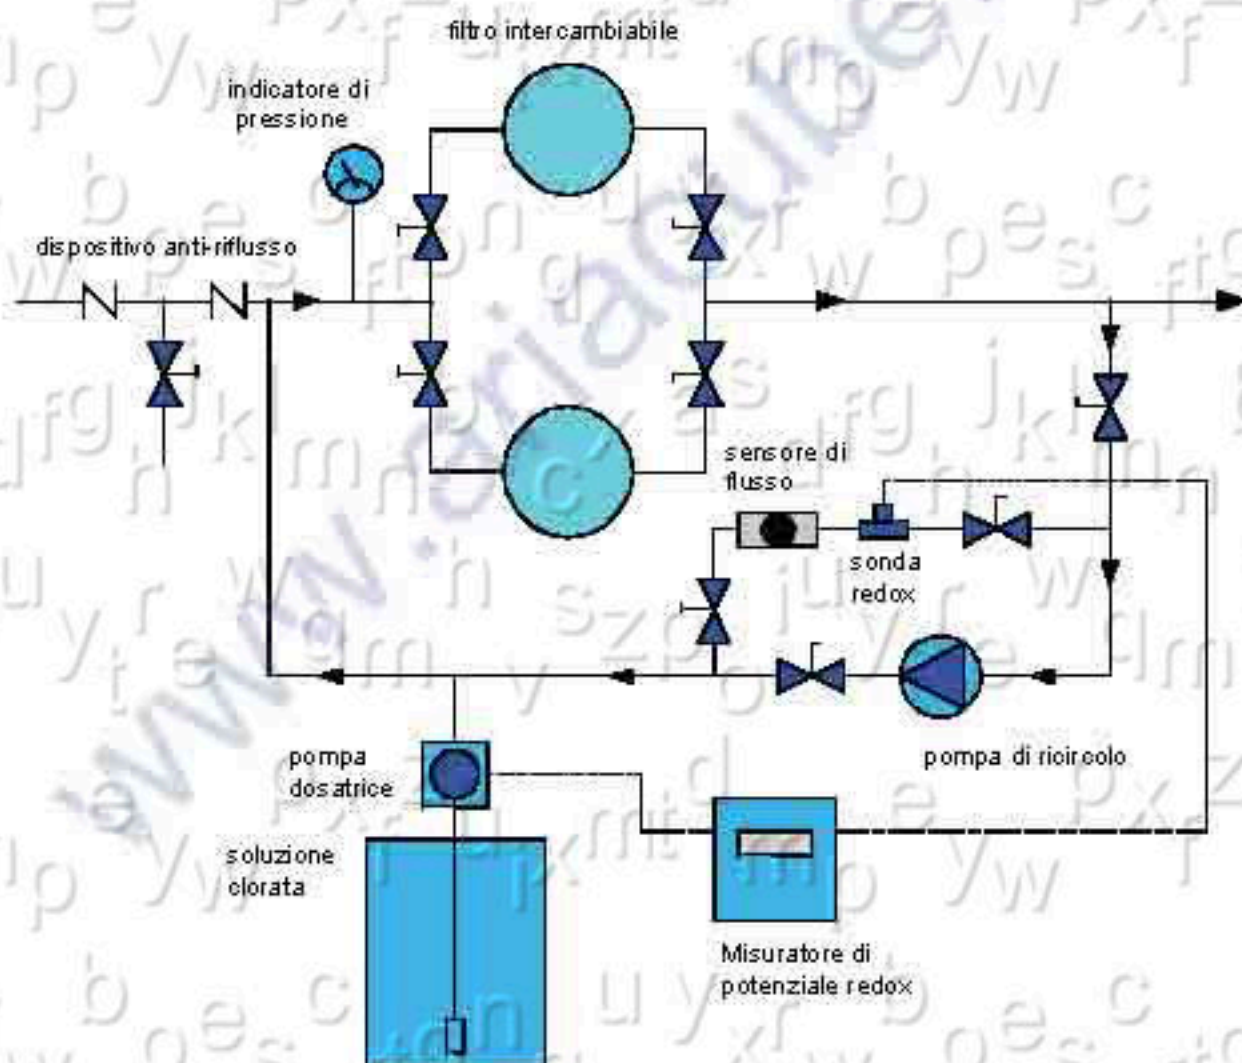 filtro intercambiabile
indicatore di
pressione
dispositivo anti-riflusso
sensore di
flusso
sonda
redox
pompa di ricircolo
pompa
dosatrice
soluzione
clorata
Misuratore di
potenziale redox